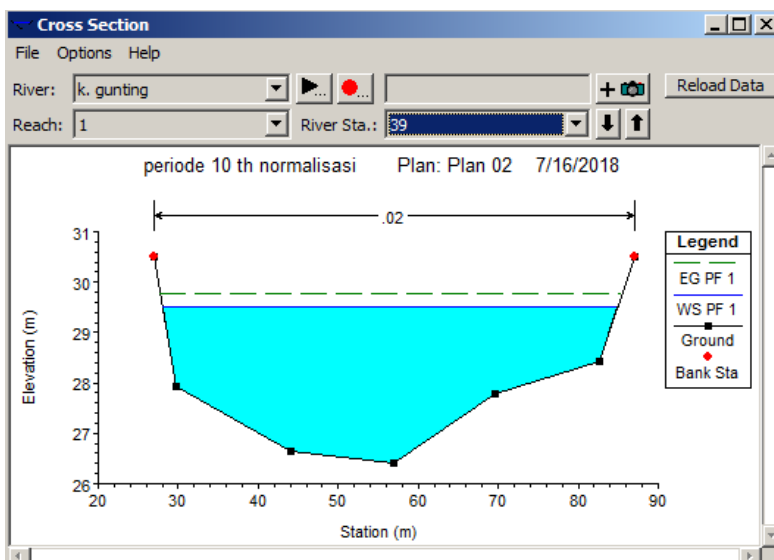 Cross Section
File Options Help
River: k. gunting ... ... + Reload Data
Reach: 1 River Sta.: 39
periode 10 th normalisasi Plan: Plan 02 7/16/2018
.02
31
30
29
28
27
26
Elevation (m)
20 30 40 50 60 70 80 90
Station (m)
Legend
EG PF 1
WS PF 1
Ground
Bank Sta